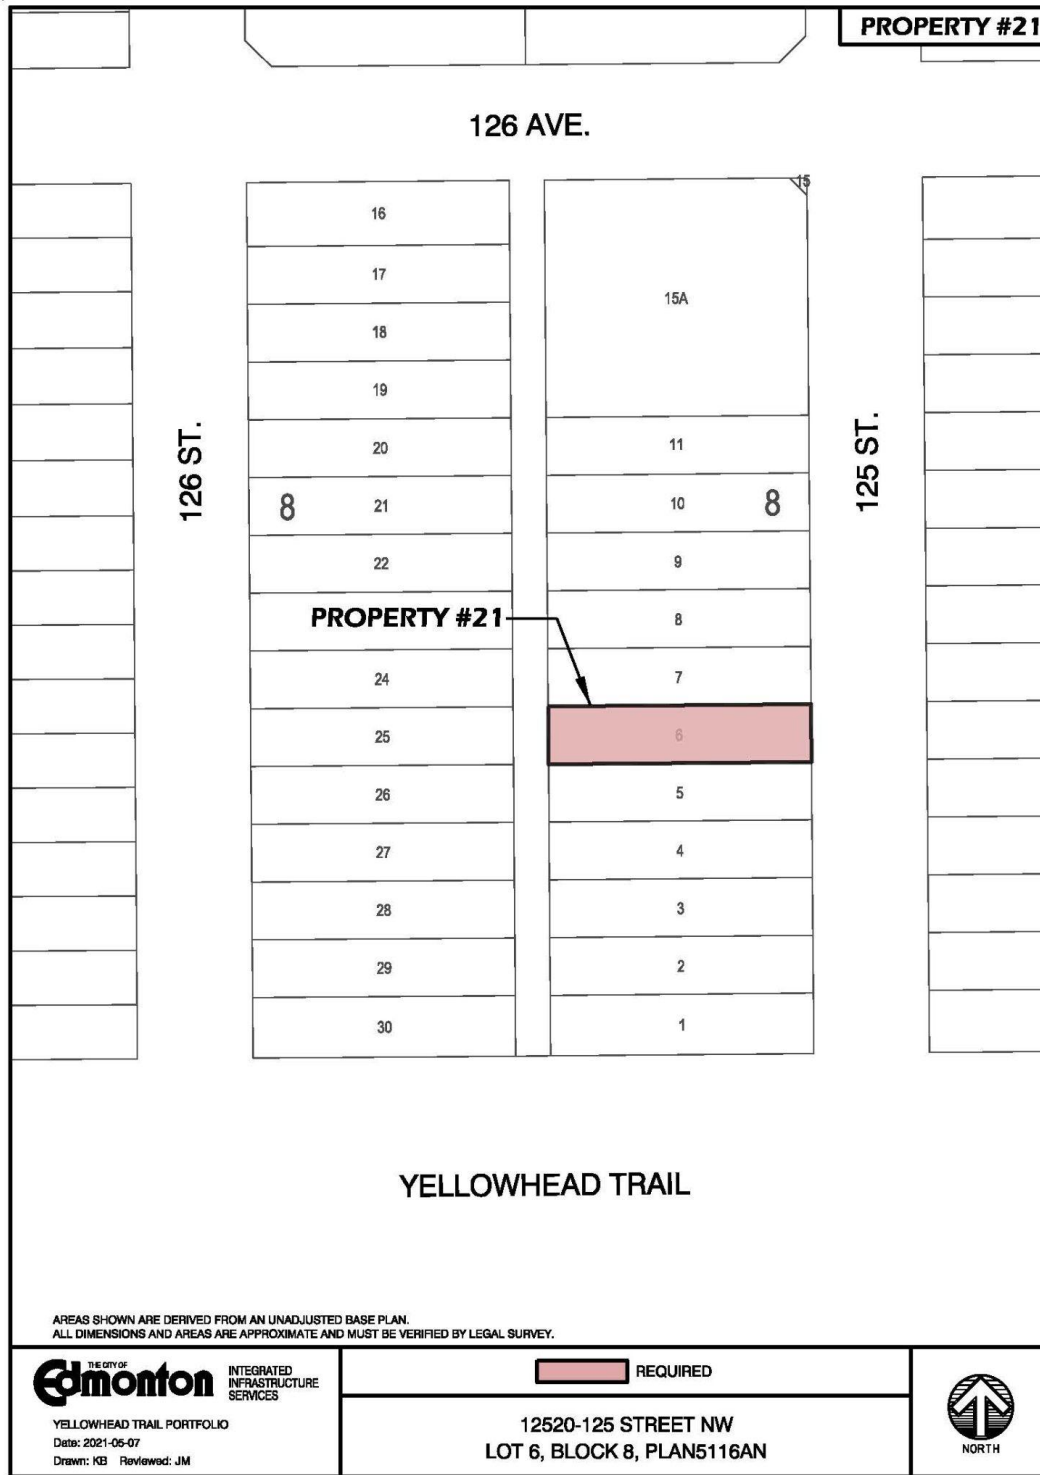 PROPERTY #21
126 AVE.
15
16
17
15A
18
19
126 ST.
125 ST.
20
11
8
21
10
8
22
9
PROPERTY #21
8
24
7
25
6
26
5
27
4
28
3
29
2
30
1
YELLOWHEAD TRAIL
AREAS SHOWN ARE DERIVED FROM AN UNADJUSTED BASE PLAN.
ALL DIMENSIONS AND AREAS ARE APPROXIMATE AND MUST BE VERIFIED BY LEGAL SURVEY.
THE CITY OF
Edmonton
INTEGRATED
INFRASTRUCTURE
SERVICES
YELLOWHEAD TRAIL PORTFOLIO
Date: 2021-05-07
Drawn: KB Reviewed: JM
REQUIRED
12520-125 STREET NW
LOT 6, BLOCK 8, PLAN5116AN
NORTH